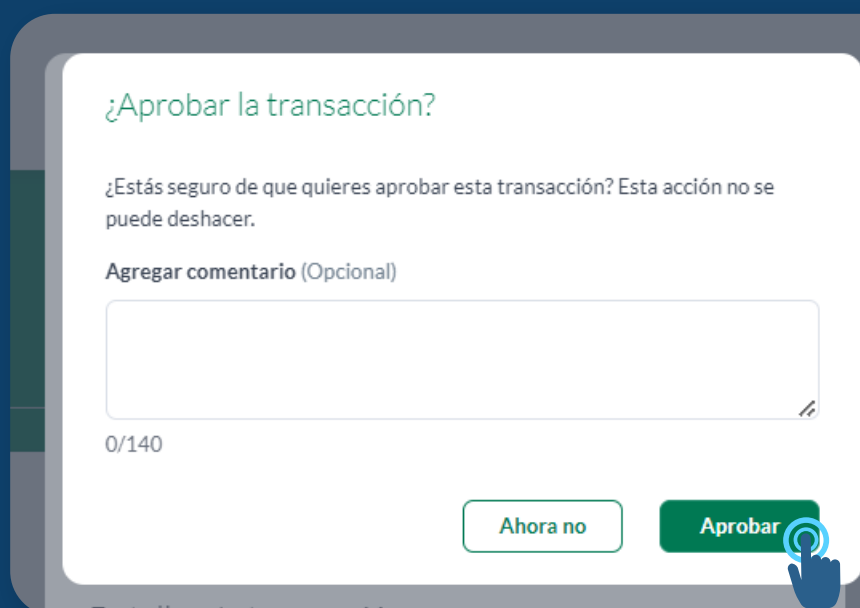 ¿Aprobar la transacción?
¿Estás seguro de que quieres aprobar esta transacción? Esta acción no se
puede deshacer.
Agregar comentario (Opcional)
0/140
Ahora no
Aprobar